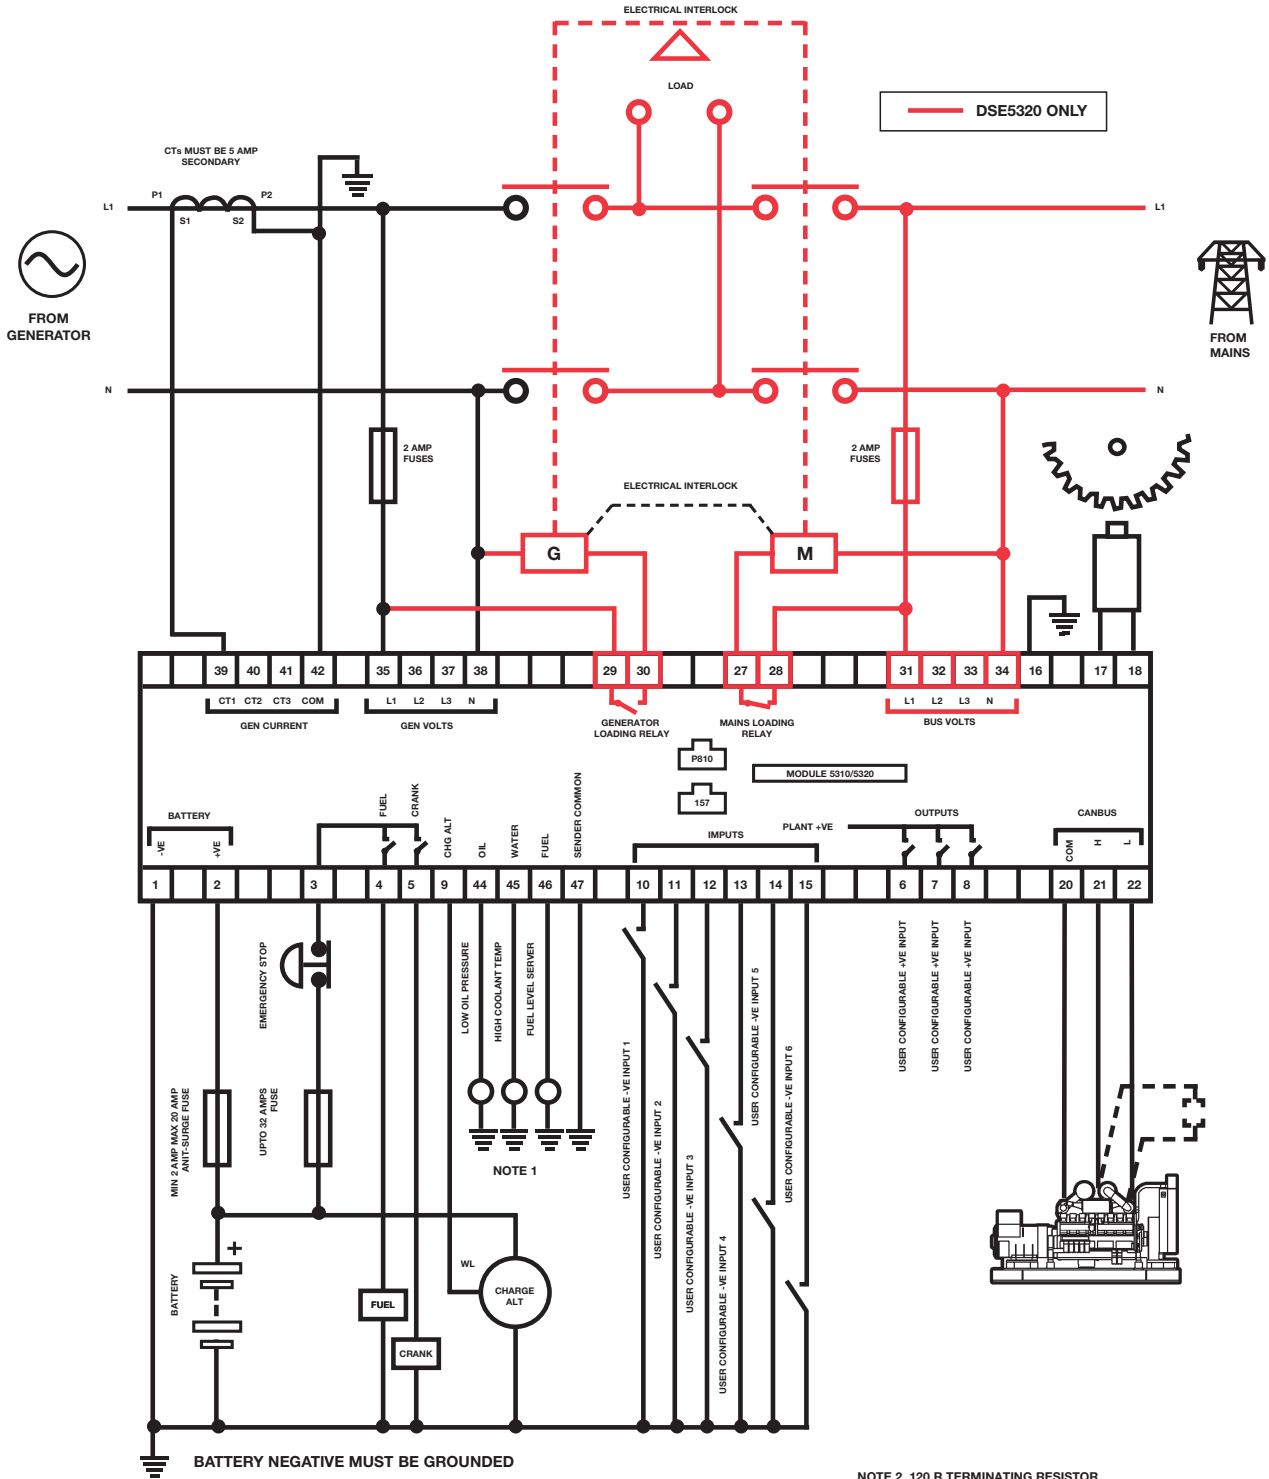 ELECTRICAL INTERLOCK
LOAD
DSE5320 ONLY
CTs MUST BE 5 AMP
SECONDARY
P1
P2
S1
S2
L1
L1
FROM
GENERATOR
FROM
MAINS
N
N
2 AMP
FUSES
2 AMP
FUSES
ELECTRICAL INTERLOCK
G
M
39 40 41 42 35 36 37 38 29 30 27 28 31 32 33 34 16 17 18
CT1 CT2 CT3 COM
L1 L2 L3 N
L1 L2 L3 N
GEN CURRENT
GEN VOLTS
GENERATOR
LOADING RELAY
MAINS LOADING
RELAY
BUS VOLTS
P810
MODULE 5310/5320
157
BATTERY
-VE
+VE
FUEL
CRANK
CHG ALT
OIL
WATER
FUEL
SENDER COMMON
IMPUTS
PLANT +VE
OUTPUTS
CANBUS
COM
H
L
1 2 3 4 5 9 44 45 46 47 10 11 12 13 14 15 6 7 8 20 21 22
EMERGENCY STOP
LOW OIL PRESSURE
HIGH COOLANT TEMP
FUEL LEVEL SERVER
USER CONFIGURABLE -VE INPUT 1
USER CONFIGURABLE -VE INPUT 2
USER CONFIGURABLE -VE INPUT 3
USER CONFIGURABLE -VE INPUT 4
USER CONFIGURABLE -VE INPUT 5
USER CONFIGURABLE -VE INPUT 6
USER CONFIGURABLE +VE INPUT
USER CONFIGURABLE +VE INPUT
USER CONFIGURABLE +VE INPUT
MIN 2 AMP MAX 20 AMP
ANIT-SURGE FUSE
UPTO 32 AMPS
FUSE
NOTE 1
+
BATTERY
WL
CHARGE
ALT
FUEL
CRANK
BATTERY NEGATIVE MUST BE GROUNDED
NOTE 2. 120 R TERMINATING RESISTOR